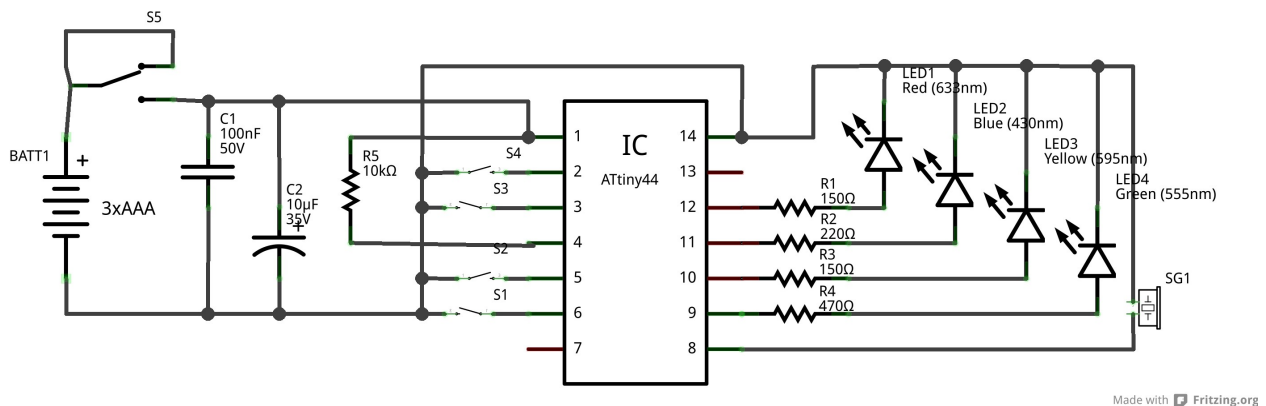 S5
BATT1
+
3xAAA
C1
100nF
50V
C2
10µF
35V
+
R5
10kΩ
S4
S3
S2
S1
IC
ATtiny44
1
2
3
4
5
6
7
14
13
12
11
10
9
8
R1
150Ω
R2
220Ω
R3
150Ω
R4
470Ω
LED1
Red (633nm)
LED2
Blue (430nm)
LED3
Yellow (595nm)
LED4
Green (555nm)
SG1
Made with Fritzing.org